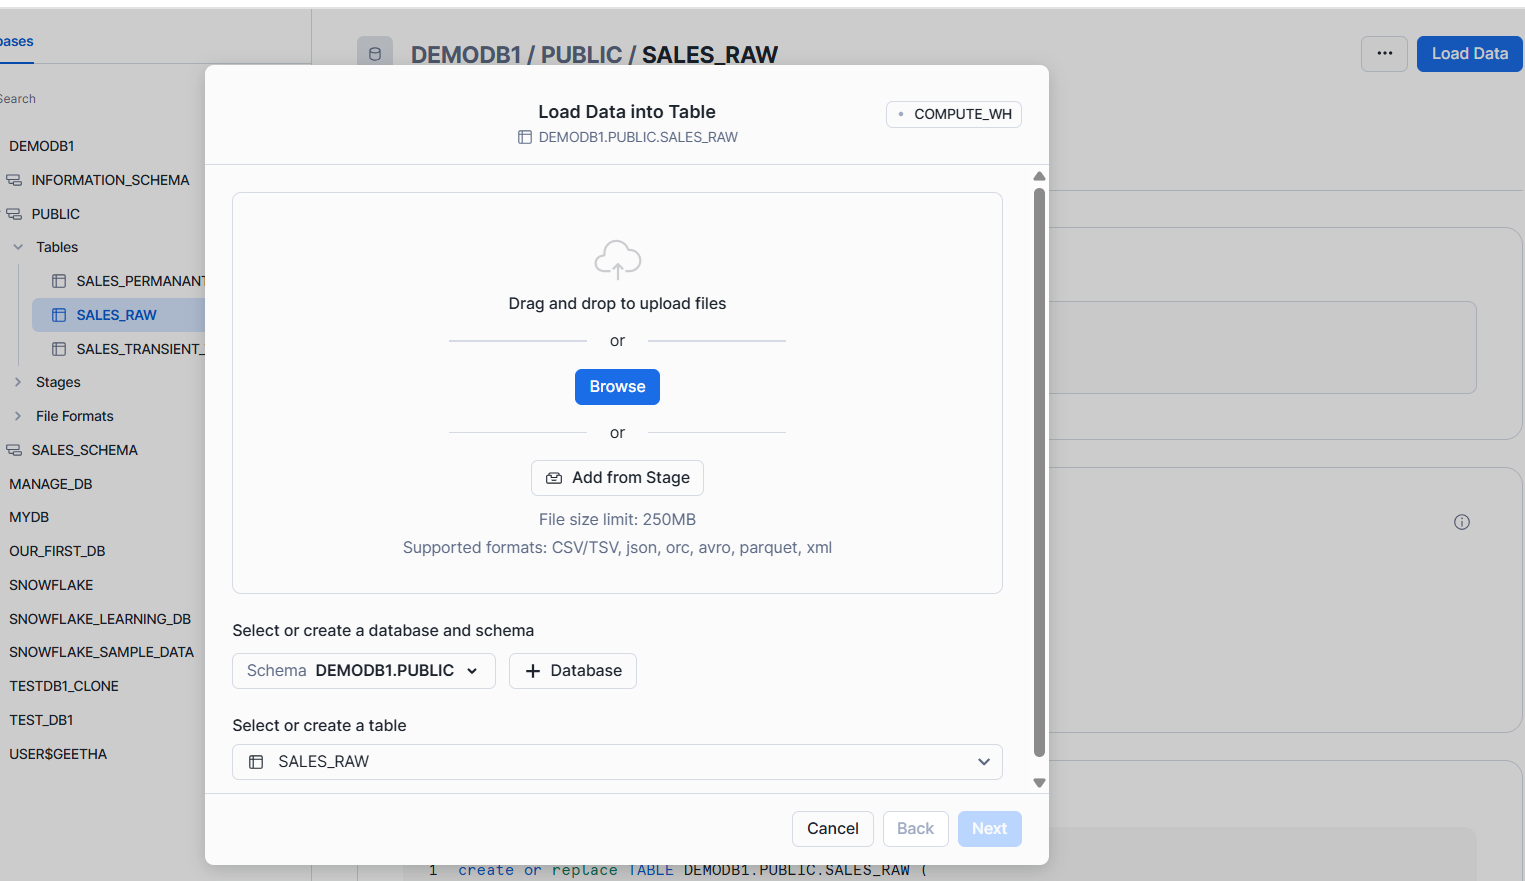 bases
Search
DEMODB1
INFORMATION_SCHEMA
PUBLIC
Tables
SALES_PERMANANT
SALES_RAW
SALES_TRANSIENT_
Stages
File Formats
SALES_SCHEMA
MANAGE_DB
MYDB
OUR_FIRST_DB
SNOWFLAKE
SNOWFLAKE_LEARNING_DB
SNOWFLAKE_SAMPLE_DATA
TESTDB1_CLONE
TEST_DB1
USER$GEETHA
DEMODB1 / PUBLIC / SALES_RAW
Load Data
Load Data into Table
DEMODB1.PUBLIC.SALES_RAW
COMPUTE_WH
Drag and drop to upload files
or
Browse
or
Add from Stage
File size limit: 250MB
Supported formats: CSV/TSV, json, orc, avro, parquet, xml
Select or create a database and schema
Schema DEMODB1.PUBLIC
+ Database
Select or create a table
SALES_RAW
Cancel
Back
Next
1 create or replace TABLE DEMODB1.PUBLIC.SALES_RAW (